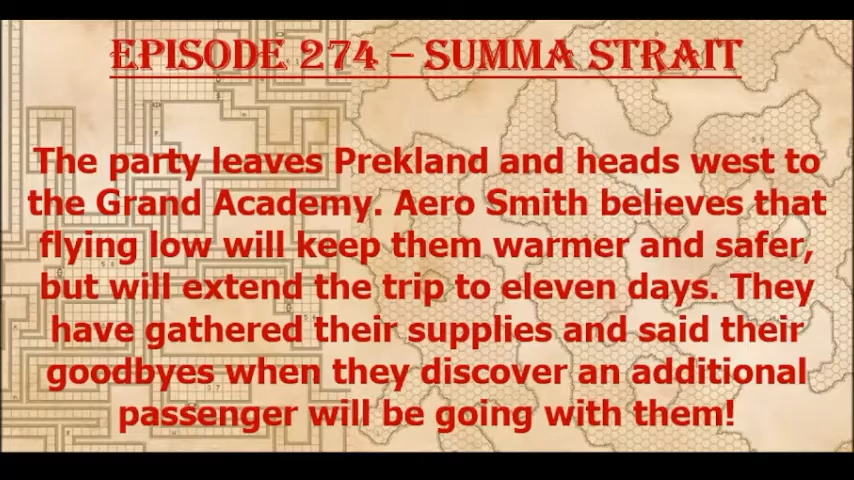 EPISODE 274 – SUMMA STRAIT
The party leaves Prekland and heads west to
the Grand Academy. Aero Smith believes that
flying low will keep them warmer and safer,
but will extend the trip to eleven days. They
have gathered their supplies and said their
goodbyes when they discover an additional
passenger will be going with them!